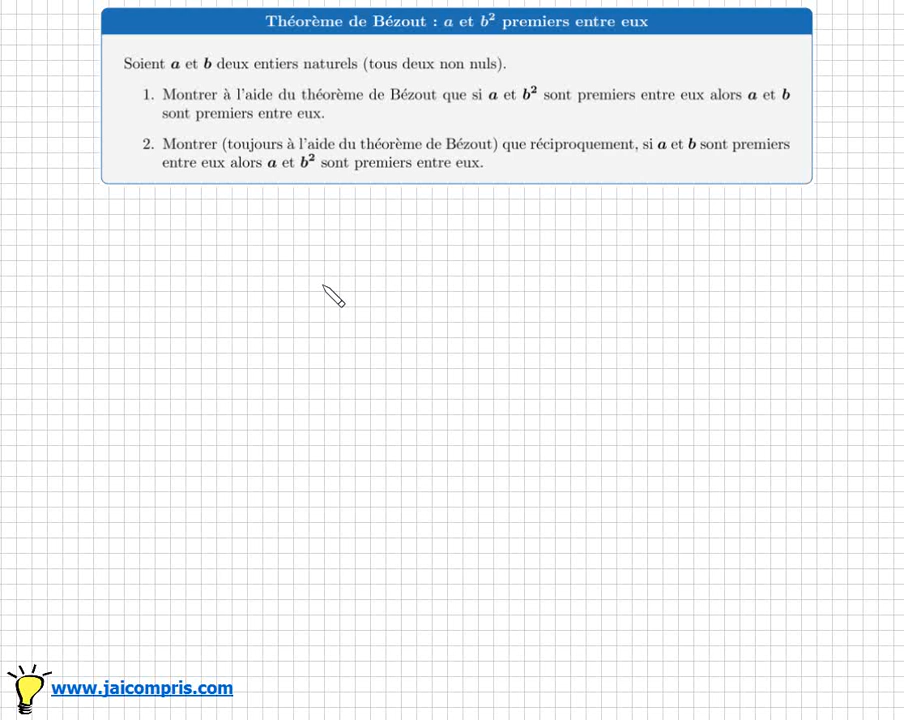 Théorème de Bézout : a et b² premiers entre eux
Soient a et b deux entiers naturels (tous deux non nuls).
1. Montrer à l'aide du théorème de Bézout que si a et b² sont premiers entre eux alors a et b
sont premiers entre eux.
2. Montrer (toujours à l'aide du théorème de Bézout) que réciproquement, si a et b sont premiers
entre eux alors a et b² sont premiers entre eux.
www.jaicompris.com